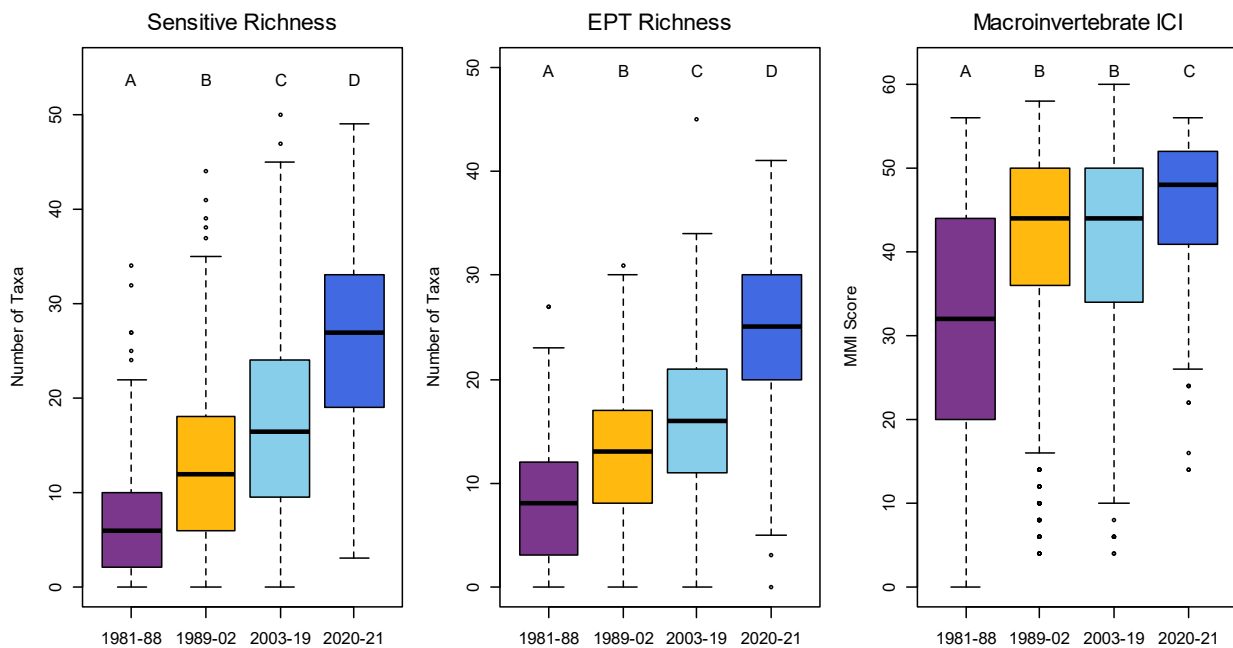 Sensitive Richness
A B C D
Number of Taxa
50
40
30
20
10
0
1981-88 1989-02 2003-19 2020-21
EPT Richness
A B C D
Number of Taxa
50
40
30
20
10
0
1981-88 1989-02 2003-19 2020-21
Macroinvertebrate ICI
A B B C
MMI Score
60
50
40
30
20
10
0
1981-88 1989-02 2003-19 2020-21